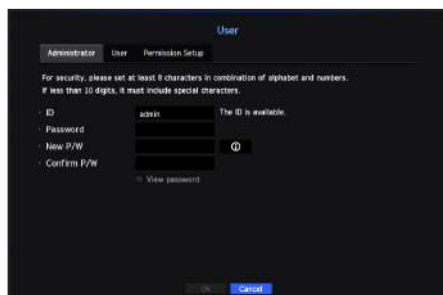 User
Administrator User Permission Setup
For security, please set at least 8 characters in combination of alphabet and numbers.
If less than 10 digits, it must include special characters.
· ID admin The ID is available.
· Password
· New P/W
· Confirm P/W
View password
OK Cancel